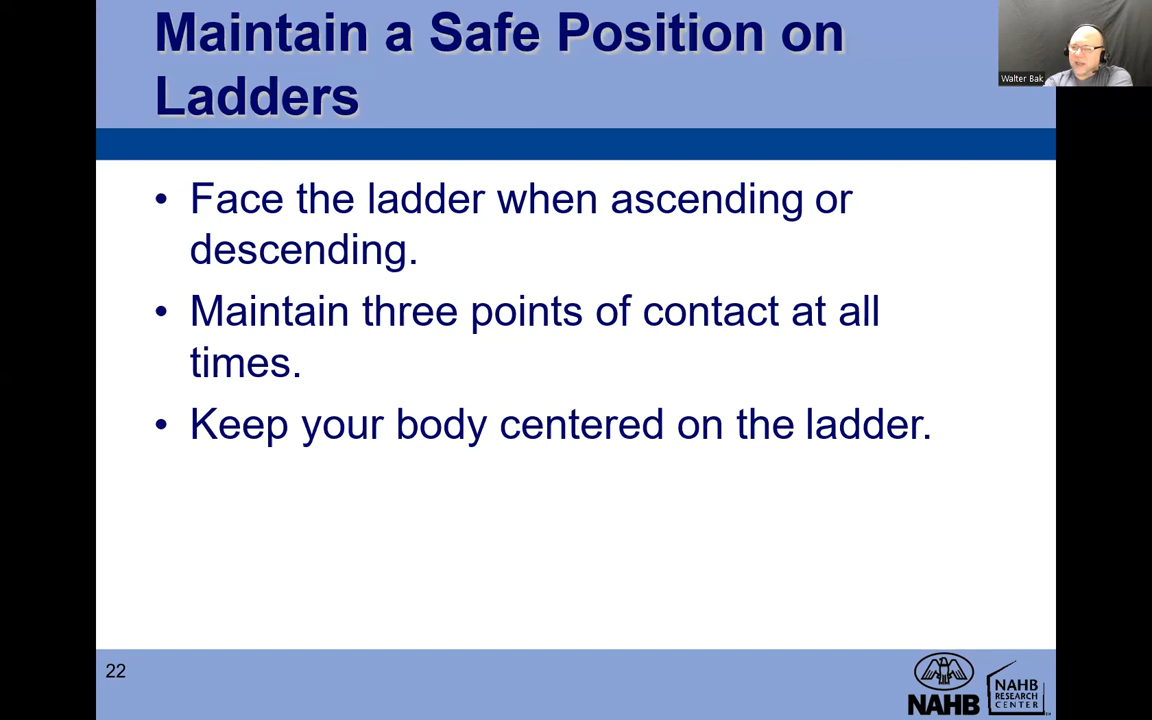 Maintain a Safe Position on
Ladders
Walter Bak
• Face the ladder when ascending or
descending.
• Maintain three points of contact at all
times.
• Keep your body centered on the ladder.
22
NAHB
NAHB
RESEARCH
CENTER